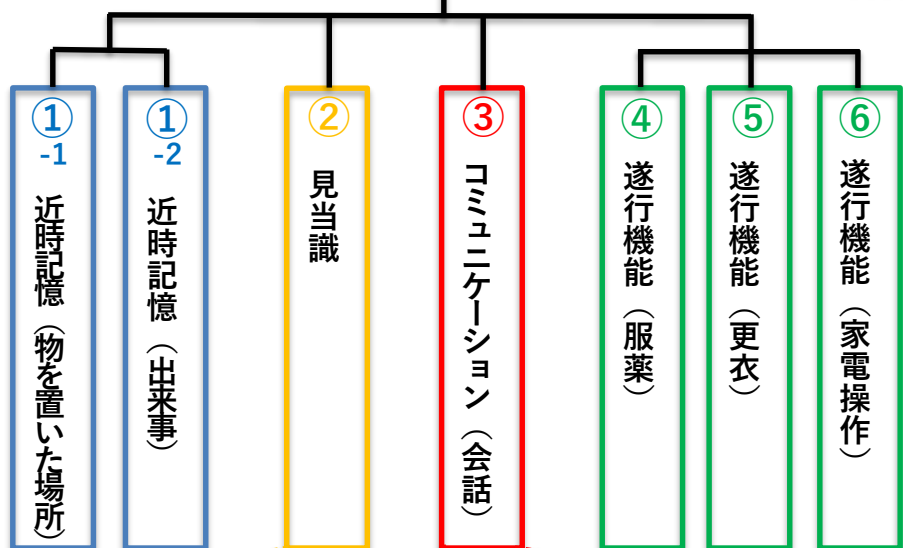 ①
-1
近時記憶（物を置いた場所）
①
-2
近時記憶（出来事）
②
見当識
③
コミュニケーション（会話）
④
遂行機能（服薬）
⑤
遂行機能（更衣）
⑥
遂行機能（家電操作）